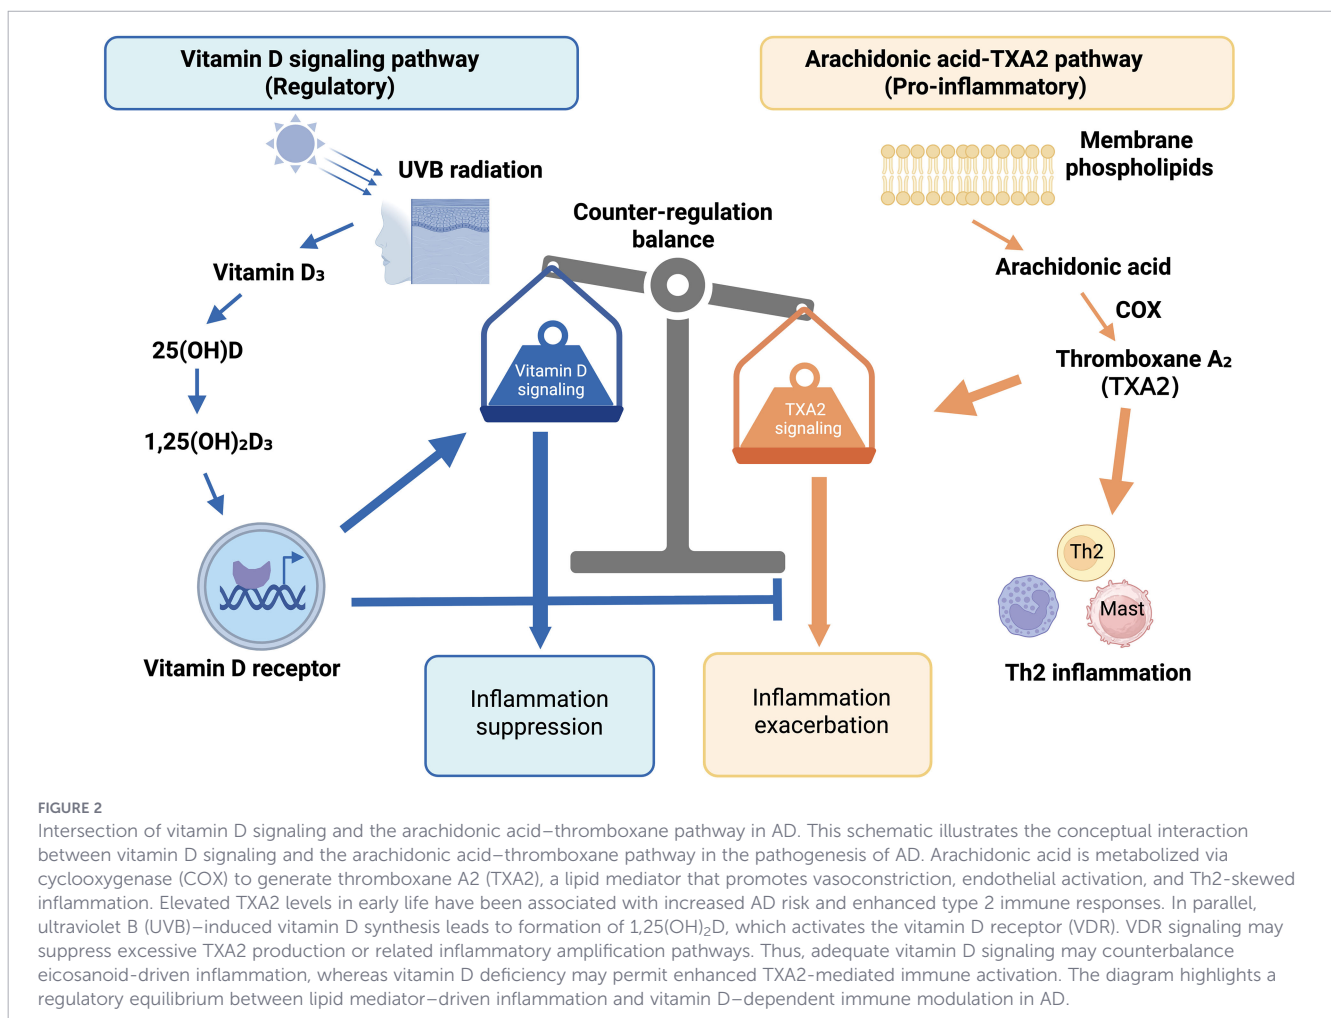 Vitamin D signaling pathway
(Regulatory)
Arachidonic acid-TXA2 pathway
(Pro-inflammatory)
UVB radiation
Membrane
phospholipids
Counter-regulation
balance
Vitamin D₃
Arachidonic acid
COX
25(OH)D
Thromboxane A₂
(TXA2)
Vitamin D
signaling
TXA2
signaling
1,25(OH)₂D₃
Th2
Mast
Vitamin D receptor
Th2 inflammation
Inflammation
suppression
Inflammation
exacerbation
FIGURE 2
Intersection of vitamin D signaling and the arachidonic acid–thromboxane pathway in AD. This schematic illustrates the conceptual interaction
between vitamin D signaling and the arachidonic acid–thromboxane pathway in the pathogenesis of AD. Arachidonic acid is metabolized via
cyclooxygenase (COX) to generate thromboxane A2 (TXA2), a lipid mediator that promotes vasoconstriction, endothelial activation, and Th2-skewed
inflammation. Elevated TXA2 levels in early life have been associated with increased AD risk and enhanced type 2 immune responses. In parallel,
ultraviolet B (UVB)–induced vitamin D synthesis leads to formation of 1,25(OH)₂D, which activates the vitamin D receptor (VDR). VDR signaling may
suppress excessive TXA2 production or related inflammatory amplification pathways. Thus, adequate vitamin D signaling may counterbalance
eicosanoid-driven inflammation, whereas vitamin D deficiency may permit enhanced TXA2-mediated immune activation. The diagram highlights a
regulatory equilibrium between lipid mediator–driven inflammation and vitamin D–dependent immune modulation in AD.